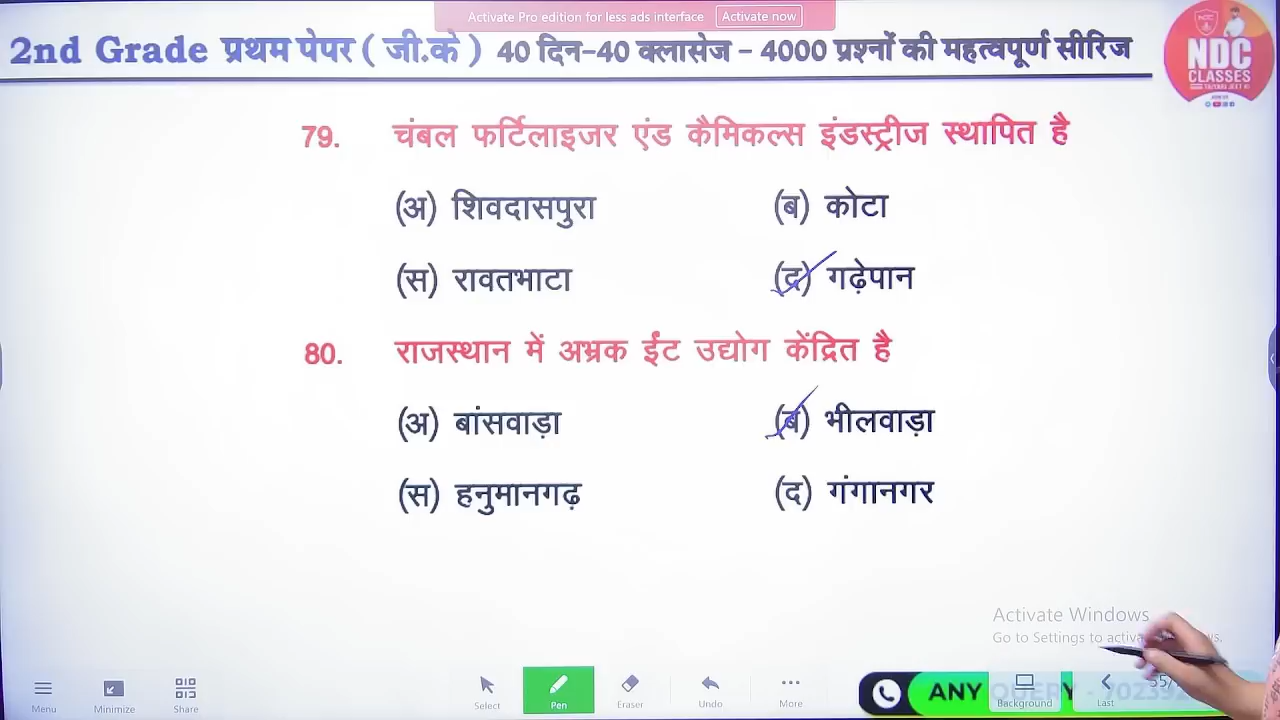 Activate Pro edition for less ads interface Activate now
2nd Grade प्रथम पेपर ( जी.के ) 40 दिन-40 क्लासेज - 4000 प्रश्नों की महत्वपूर्ण सीरिज
NDC
CLASSES
79. चंबल फर्टिलाइजर एंड कैमिकल्स इंडस्ट्रीज स्थापित है
(अ) शिवदासपुरा (ब) कोटा
(स) रावतभाटा (द) गढ़ेपान
80. राजस्थान में अभ्रक ईंट उद्योग केंद्रित है
(अ) बांसवाड़ा (ब) भीलवाड़ा
(स) हनुमानगढ़ (द) गंगानगर
Activate Windows
Go to Settings to
Menu Minimize Share Select Pen Eraser Undo More Background Last
ANY QUERY